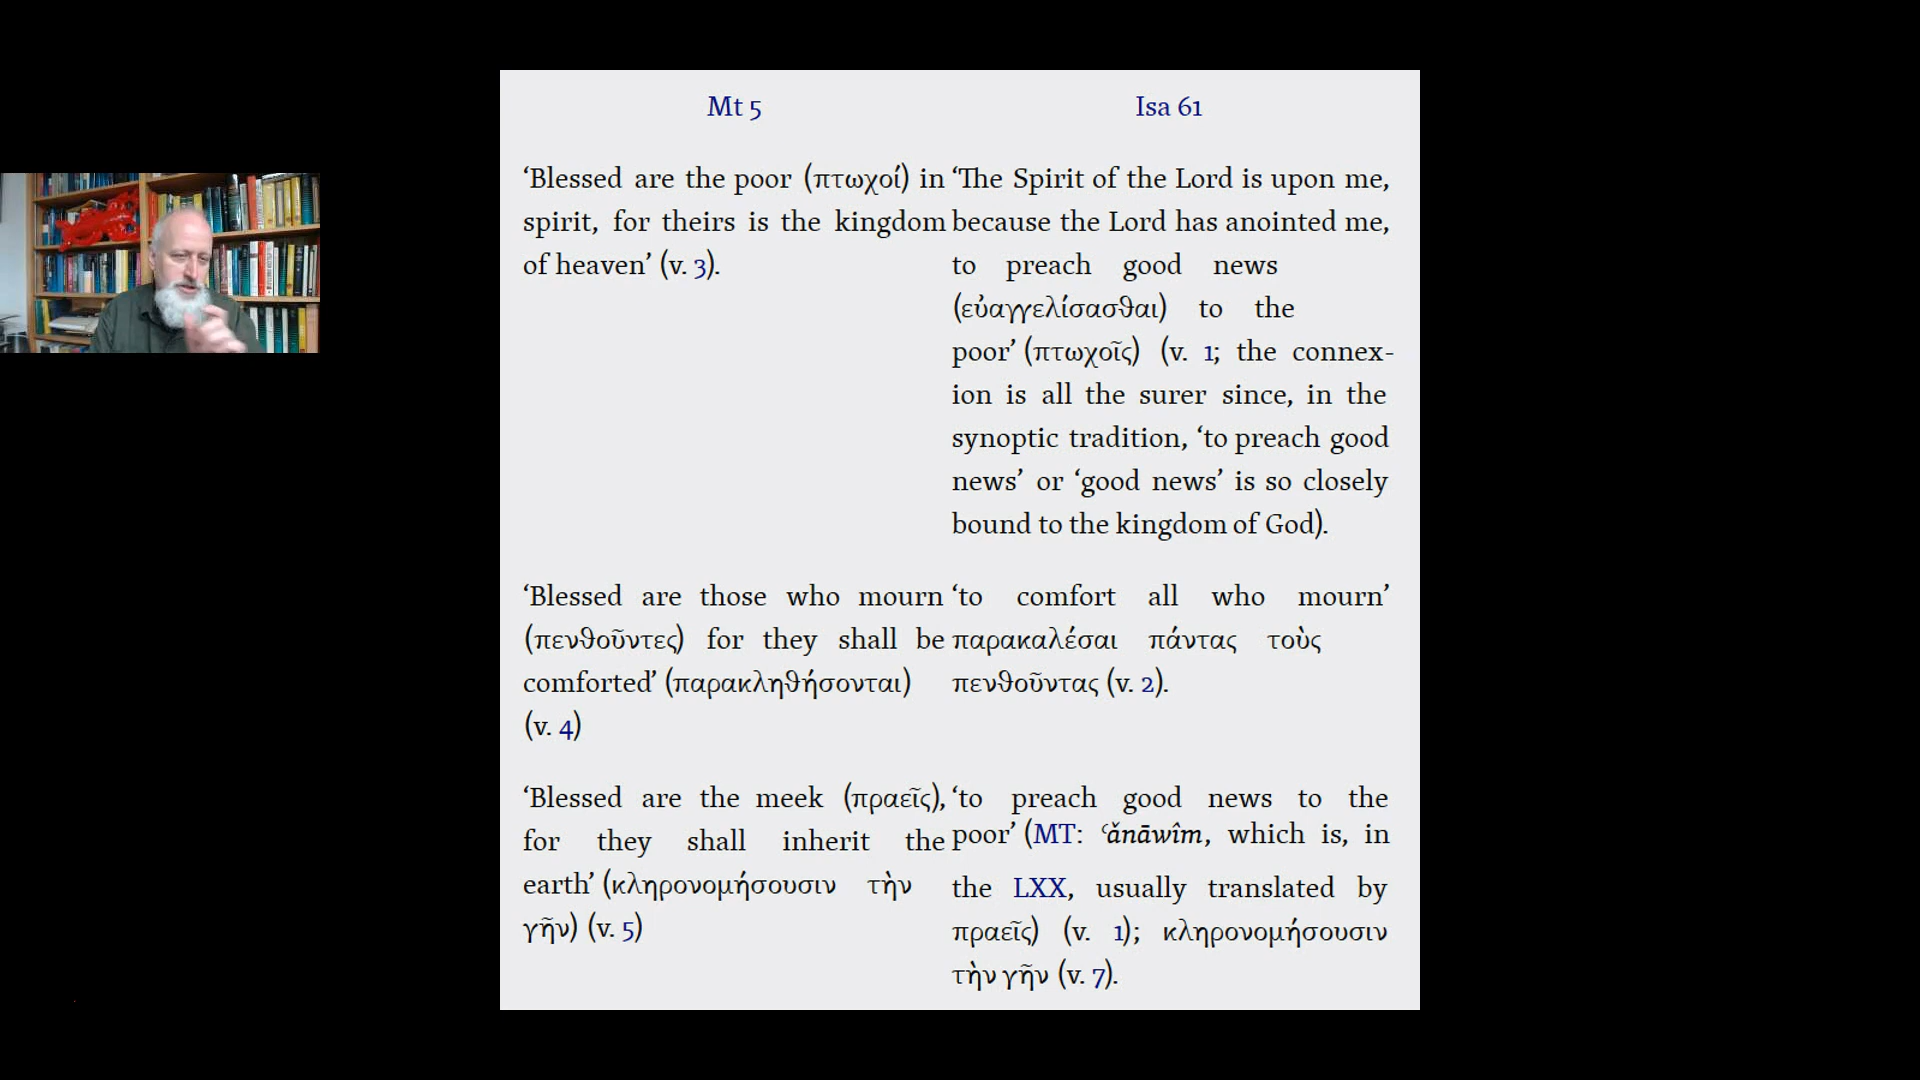 Mt 5
Isa 61
‘Blessed are the poor (πτωχοί) in
spirit, for theirs is the kingdom
of heaven’ (v. 3).
‘The Spirit of the Lord is upon me,
because the Lord has anointed me,
to preach good news
(εὐαγγελίσασθαι) to the
poor’ (πτωχοῖς) (v. 1; the connex-
ion is all the surer since, in the
synoptic tradition, ‘to preach good
news’ or ‘good news’ is so closely
bound to the kingdom of God).
‘Blessed are those who mourn
(πενθοῦντες) for they shall be
comforted’ (παρακληθήσονται)
(v. 4)
‘to comfort all who mourn’
παρακαλέσαι πάντας τοὺς
πενθοῦντας (v. 2).
‘Blessed are the meek (πραεῖς),
for they shall inherit the
earth’ (κληρονομήσουσιν τὴν
γῆν) (v. 5)
‘to preach good news to the
poor’ (MT: ʿǎnāwîm, which is, in
the LXX, usually translated by
πραεῖς) (v. 1); κληρονομήσουσιν
τὴν γῆν (v. 7).